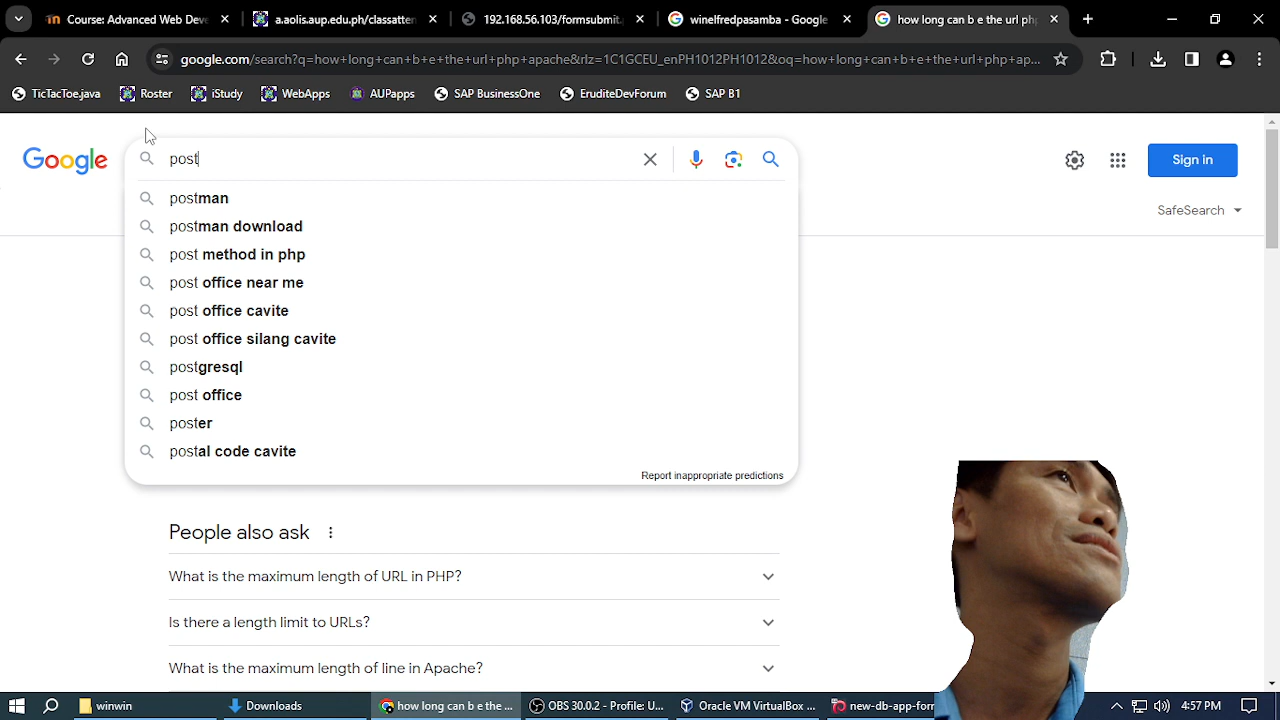 Course: Advanced Web Deve
a.aolis.aup.edu.ph/classatten
192.168.56.103/formsubmit.
winelfredpasamba - Google
how long can b e the url ph
google.com/search?q=how+long+can+b+e+the+url+php+apache&rlz=1C1GCEU_enPH1012PH1012&oq=how+long+can+b+e+the+url+php+ap...
TicTacToe.java
Roster
iStudy
WebApps
AUPapps
SAP BusinessOne
EruditeDevForum
SAP B1
Google
post
Sign in
SafeSearch
postman
postman download
post method in php
post office near me
post office cavite
post office silang cavite
postgresql
post office
poster
postal code cavite
Report inappropriate predictions
People also ask
What is the maximum length of URL in PHP?
Is there a length limit to URLs?
What is the maximum length of line in Apache?
winwin
Downloads
how long can b e the ...
OBS 30.0.2 - Profile: U...
Oracle VM VirtualBox ...
new-db-app-for
4:57 PM